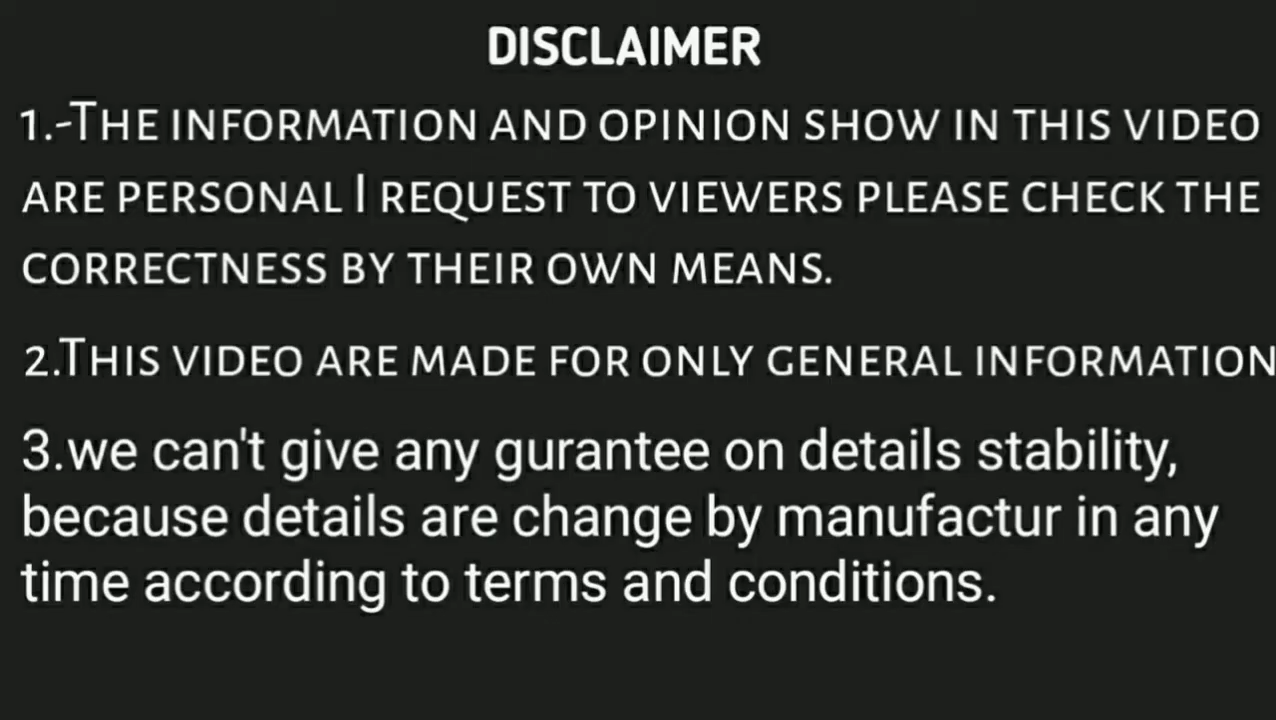 DISCLAIMER
1.-The information and opinion show in this video
are personal I request to viewers please check the
correctness by their own means.
2.This video are made for only general information
3.we can't give any gurantee on details stability,
because details are change by manufactur in any
time according to terms and conditions.